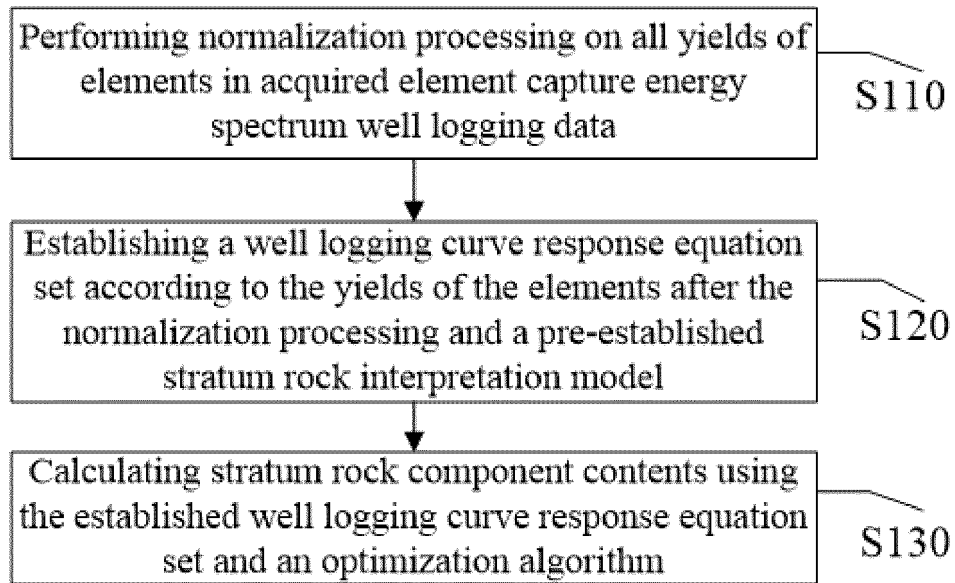 Performing normalization processing on all yields of
elements in acquired element capture energy
spectrum well logging data
S110
Establishing a well logging curve response equation
set according to the yields of the elements after the
normalization processing and a pre-established
stratum rock interpretation model
S120
Calculating stratum rock component contents using
the established well logging curve response equation
set and an optimization algorithm
S130